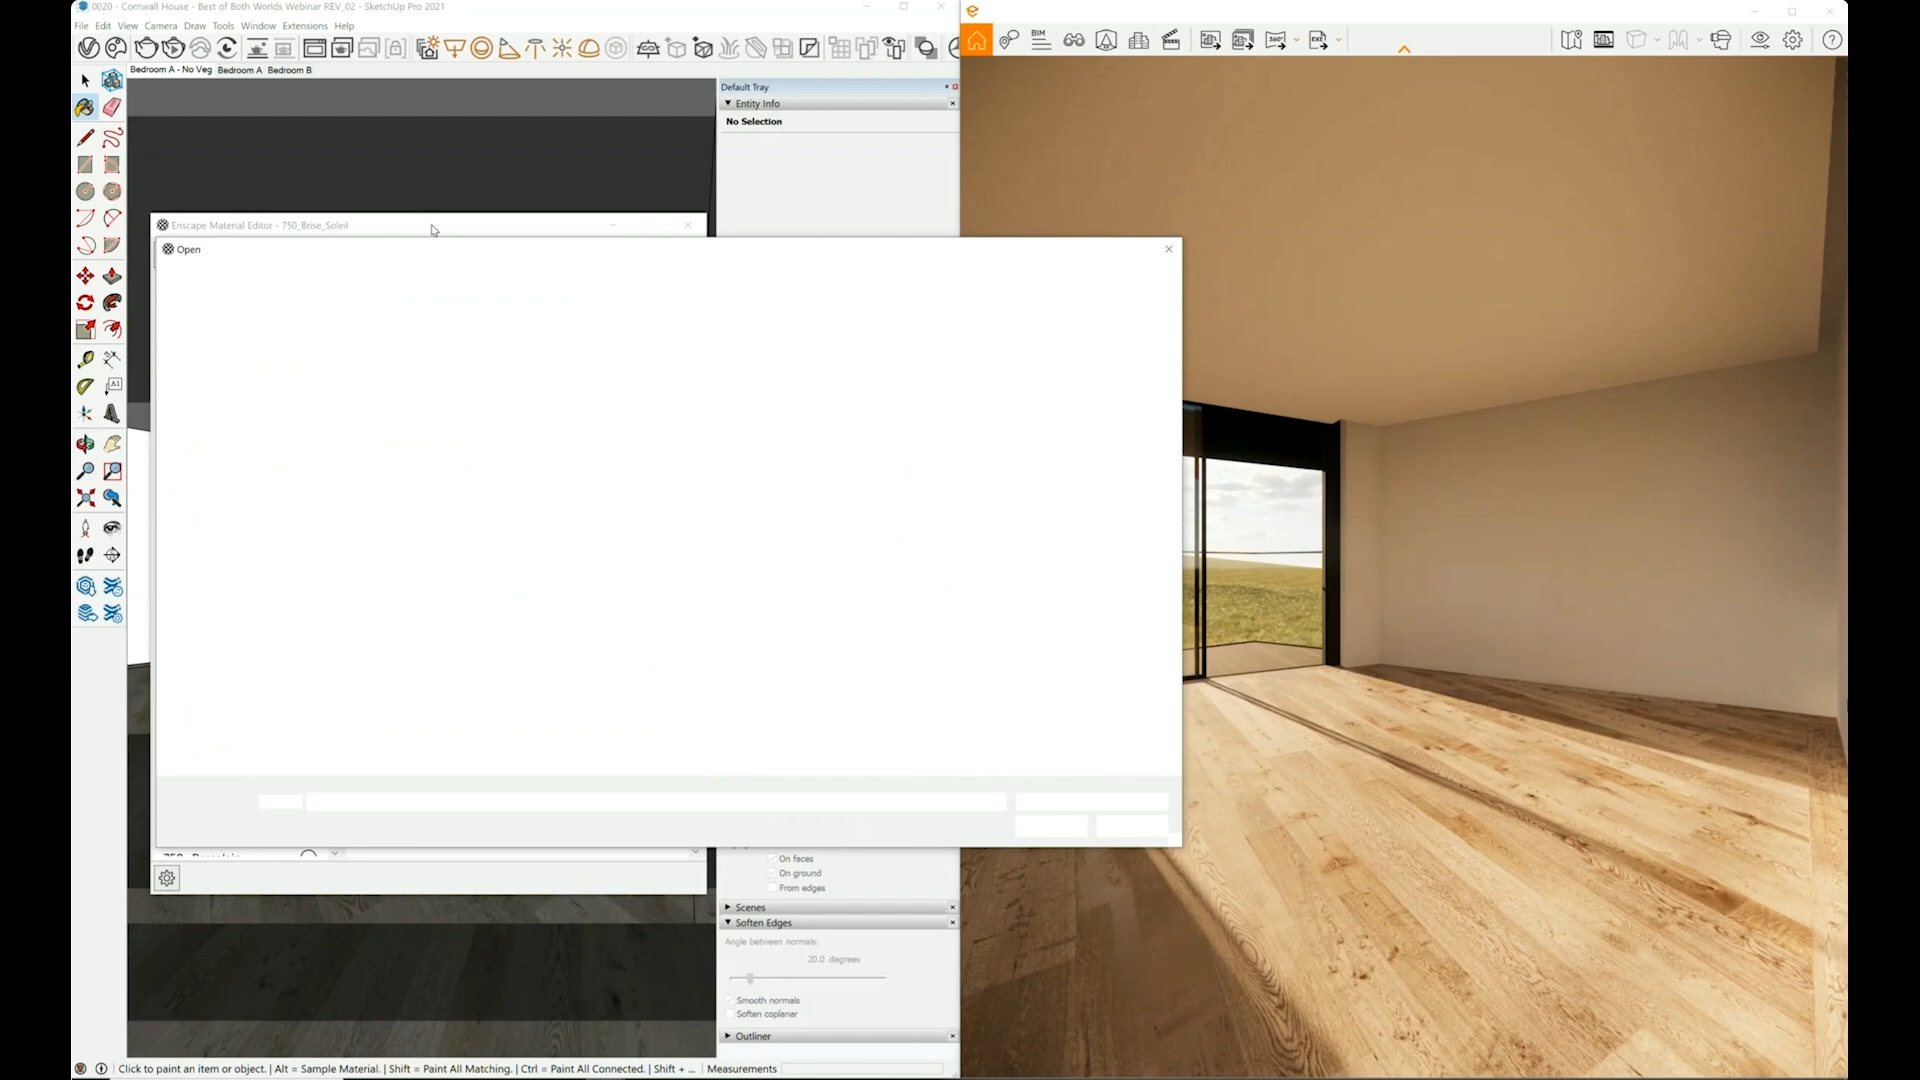 0020 - Cornwall House - Best of Both Worlds Webinar REV_02 - SketchUp Pro 2021
File Edit View Camera Draw Tools Window Extensions Help
BIM
360°
EXE
Bedroom A - No Veg Bedroom A Bedroom B
Default Tray
Entity Info
No Selection
Enscape Material Editor - 750_Brise_Soleil
Open
A1
On faces
On ground
From edges
Scenes
Soften Edges
Angle between normals:
20.0 degrees
Smooth normals
Soften coplanar
Outliner
Click to paint an item or object. | Alt = Sample Material. | Shift = Paint All Matching. | Ctrl = Paint All Connected. | Shift + ... Measurements